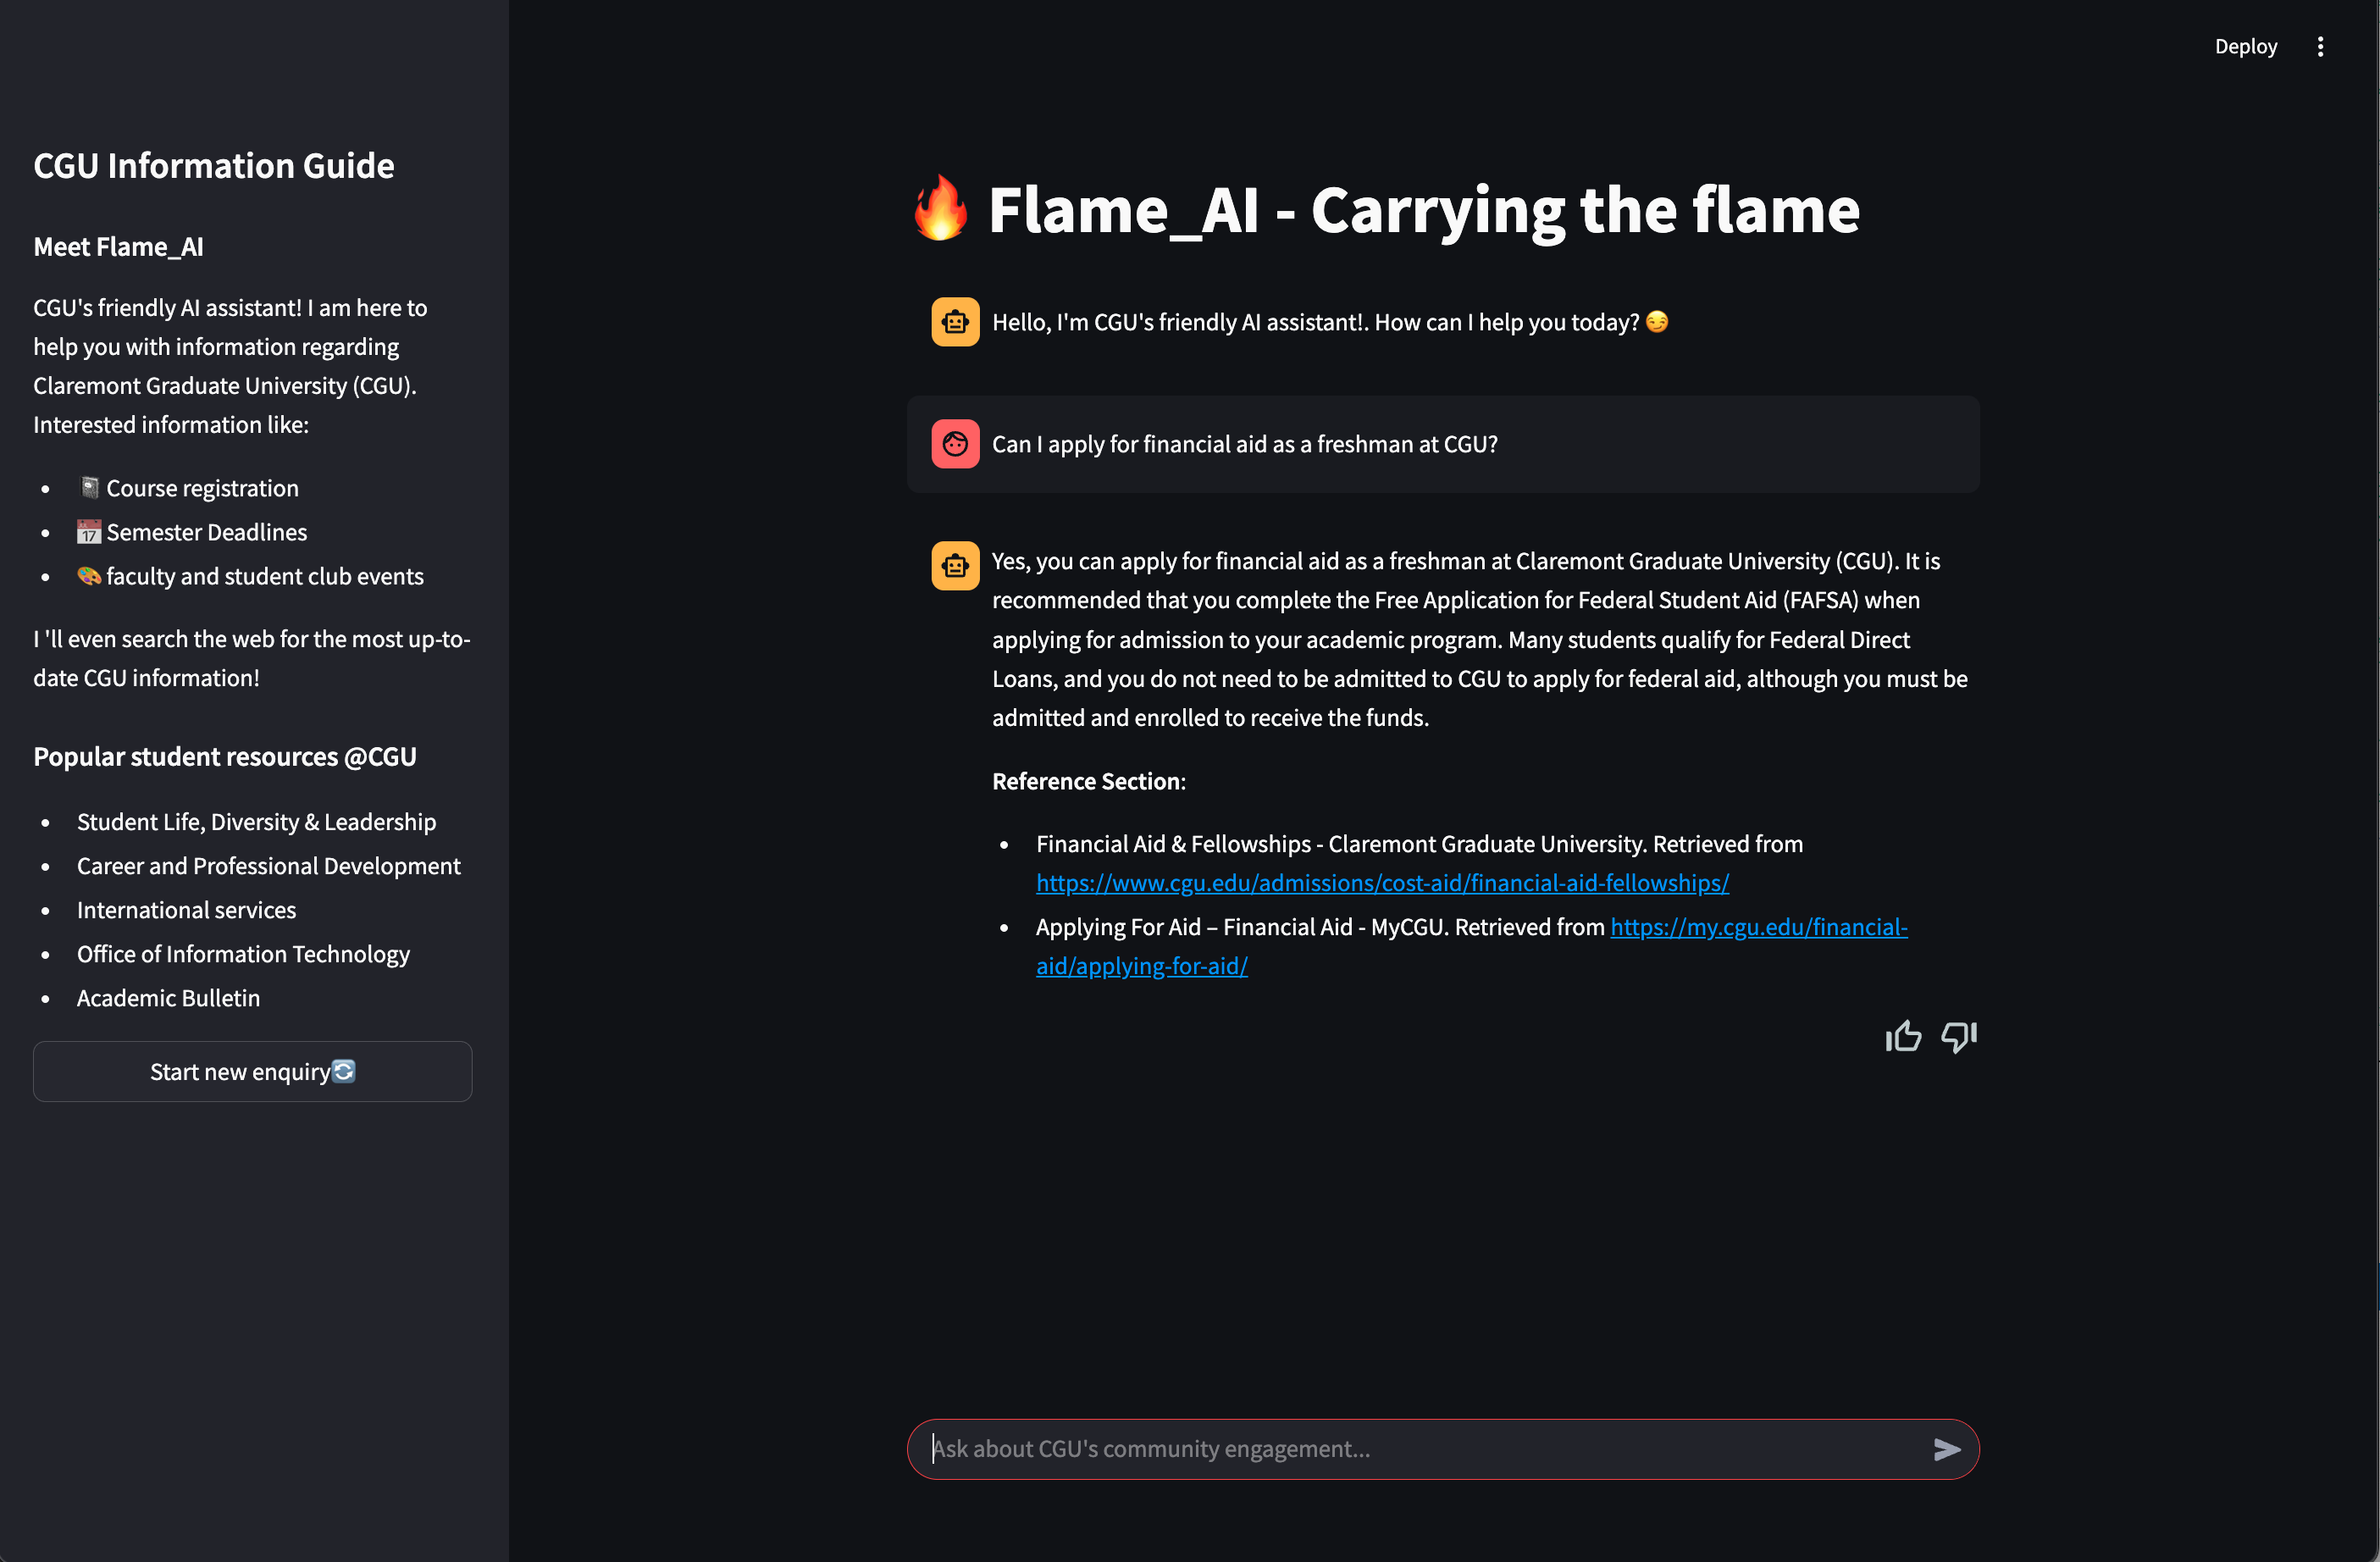 Deploy
CGU Information Guide
Meet Flame_AI
CGU's friendly AI assistant! I am here to
help you with information regarding
Claremont Graduate University (CGU).
Interested information like:
• 📓 Course registration
• 📅 Semester Deadlines
• 🎨 faculty and student club events
I 'll even search the web for the most up-to-
date CGU information!
Popular student resources @CGU
• Student Life, Diversity & Leadership
• Career and Professional Development
• International services
• Office of Information Technology
• Academic Bulletin
Start new enquiry🔄
🔥 Flame_AI - Carrying the flame
Hello, I'm CGU's friendly AI assistant!. How can I help you today? 😏
Can I apply for financial aid as a freshman at CGU?
Yes, you can apply for financial aid as a freshman at Claremont Graduate University (CGU). It is
recommended that you complete the Free Application for Federal Student Aid (FAFSA) when
applying for admission to your academic program. Many students qualify for Federal Direct
Loans, and you do not need to be admitted to CGU to apply for federal aid, although you must be
admitted and enrolled to receive the funds.
Reference Section:
• Financial Aid & Fellowships - Claremont Graduate University. Retrieved from
https://www.cgu.edu/admissions/cost-aid/financial-aid-fellowships/
• Applying For Aid – Financial Aid - MyCGU. Retrieved from https://my.cgu.edu/financial-
aid/applying-for-aid/
Ask about CGU's community engagement...